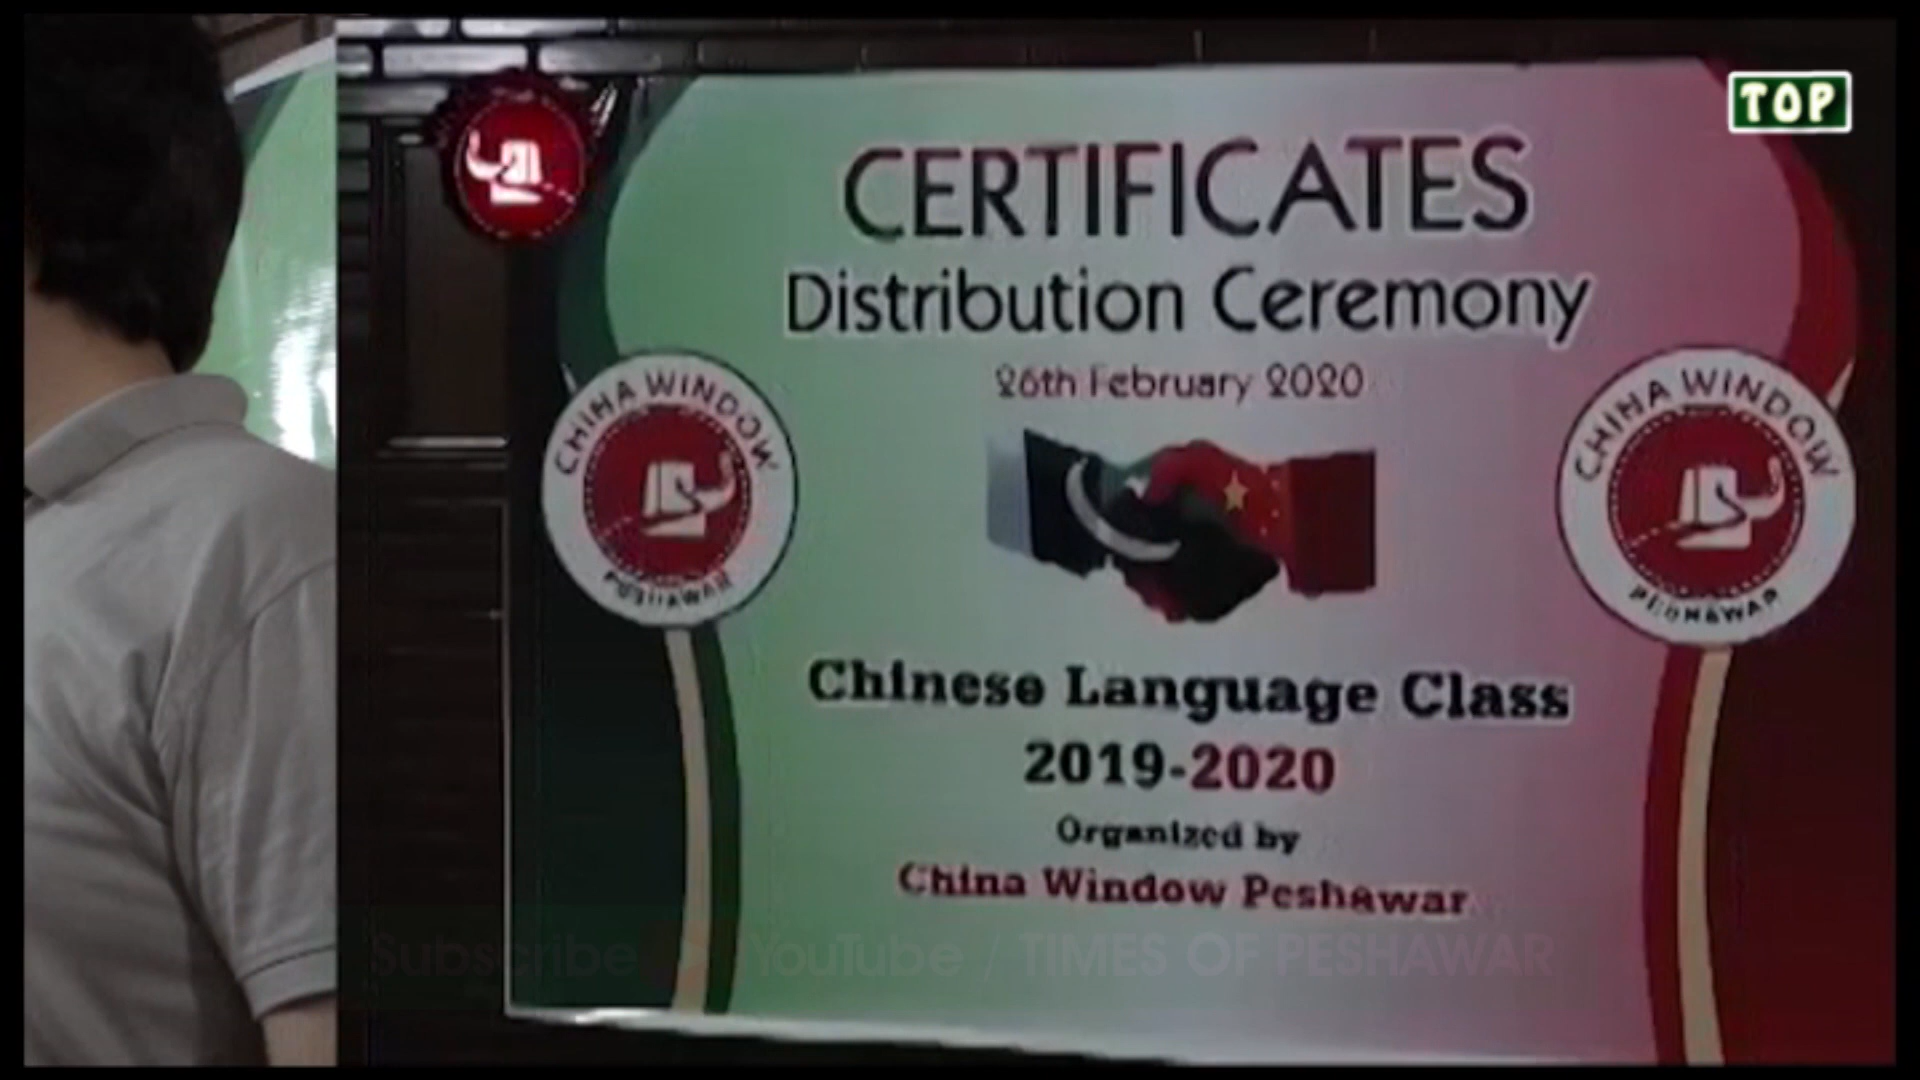 TOP
CERTIFICATES
Distribution Ceremony
26th February 2020
CHINA WINDOW
PESHAWAR
CHINA WINDOW
PESHAWAR
Chinese Language Class
2019-2020
Organized by
China Window Peshawar
Subscribe YouTube / TIMES OF PESHAWAR